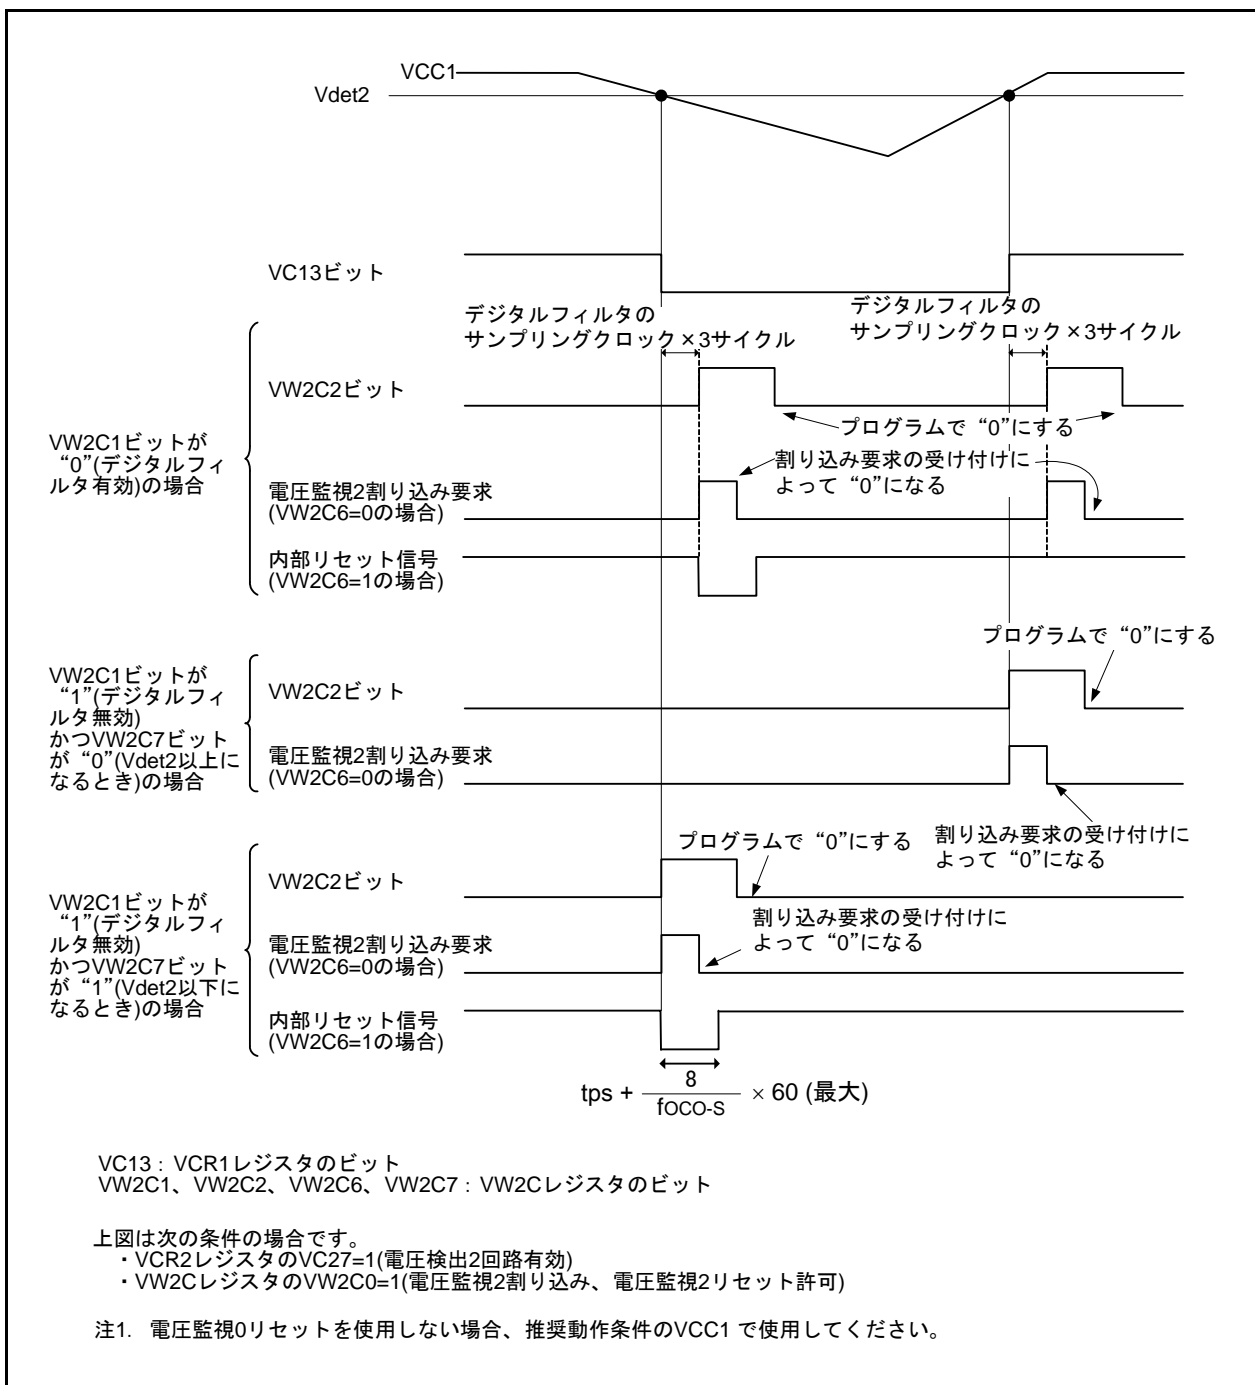 VCC1
Vdet2
VC13ビット
デジタルフィルタの
サンプリングクロック×3サイクル
デジタルフィルタの
サンプリングクロック×3サイクル
VW2C1ビットが
“0”(デジタルフィ
ルタ有効)の場合
VW2C2ビット
プログラムで“0”にする
電圧監視2割り込み要求
(VW2C6=0の場合)
割り込み要求の受け付けに
よって“0”になる
内部リセット信号
(VW2C6=1の場合)
VW2C1ビットが
“1”(デジタルフィ
ルタ無効)
かつVW2C7ビット
が“0”(Vdet2以上に
なるとき)の場合
VW2C2ビット
プログラムで“0”にする
電圧監視2割り込み要求
(VW2C6=0の場合)
割り込み要求の受け付けに
よって“0”になる
VW2C1ビットが
“1”(デジタルフィ
ルタ無効)
かつVW2C7ビット
が“1”(Vdet2以下に
なるとき)の場合
VW2C2ビット
プログラムで“0”にする
電圧監視2割り込み要求
(VW2C6=0の場合)
割り込み要求の受け付けに
よって“0”になる
内部リセット信号
(VW2C6=1の場合)
tps + 8 / fOCO-S × 60 (最大)
VC13 : VCR1レジスタのビット
VW2C1、VW2C2、VW2C6、VW2C7 : VW2Cレジスタのビット
上図は次の条件の場合です。
・VCR2レジスタのVC27=1(電圧検出2回路有効)
・VW2CレジスタのVW2C0=1(電圧監視2割り込み、電圧監視2リセット許可)
注1. 電圧監視0リセットを使用しない場合、推奨動作条件のVCC1 で使用してください。